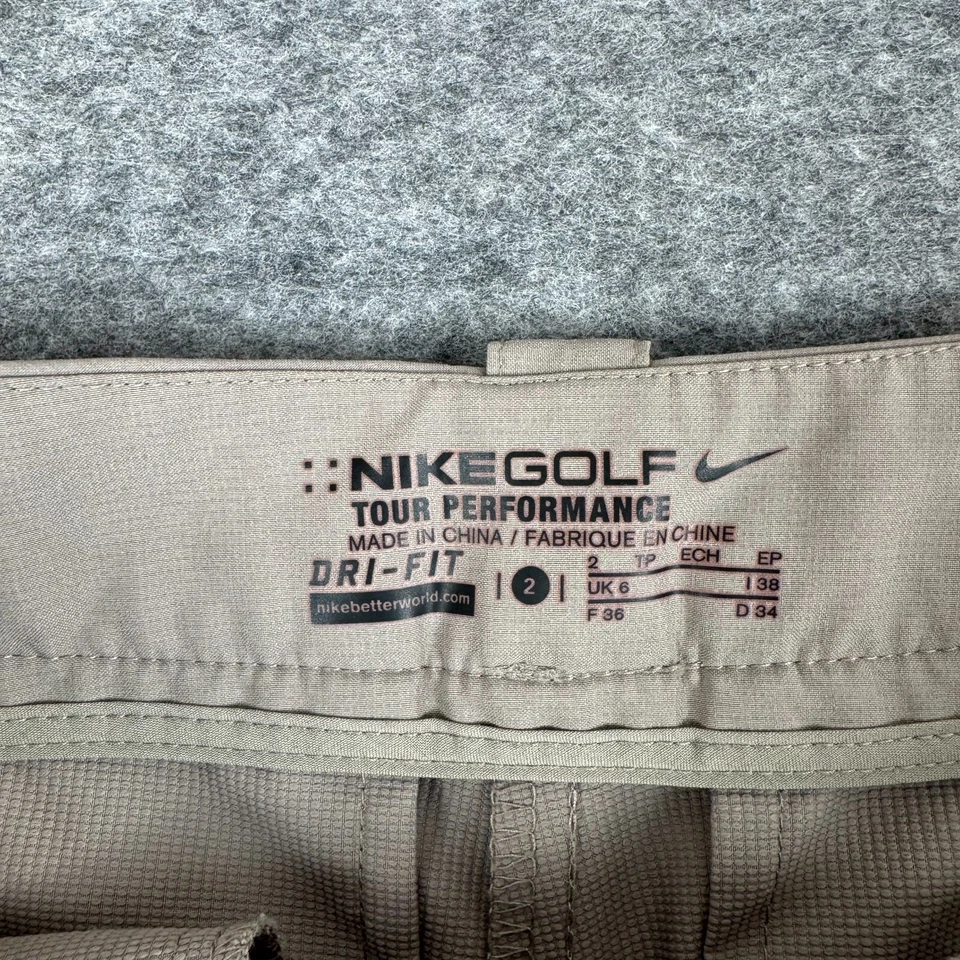 NIKEGOLF
TOUR PERFORMANCE
MADE IN CHINA / FABRIQUE EN CHINE
DRI-FIT
nikebetterworld.com
2
2 TP ECH EP
UK 6 I 38
F 36 D 34